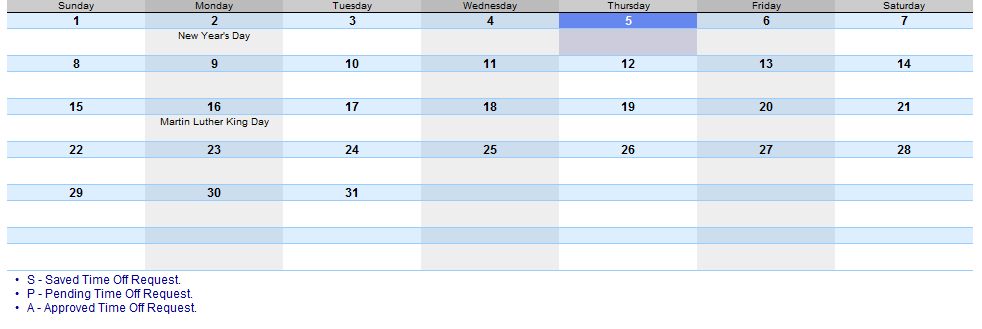 Sunday Monday Tuesday Wednesday Thursday Friday Saturday
1 2 3 4 5 6 7
New Year's Day
8 9 10 11 12 13 14
15 16 17 18 19 20 21
Martin Luther King Day
22 23 24 25 26 27 28
29 30 31
• S - Saved Time Off Request.
• P - Pending Time Off Request.
• A - Approved Time Off Request.